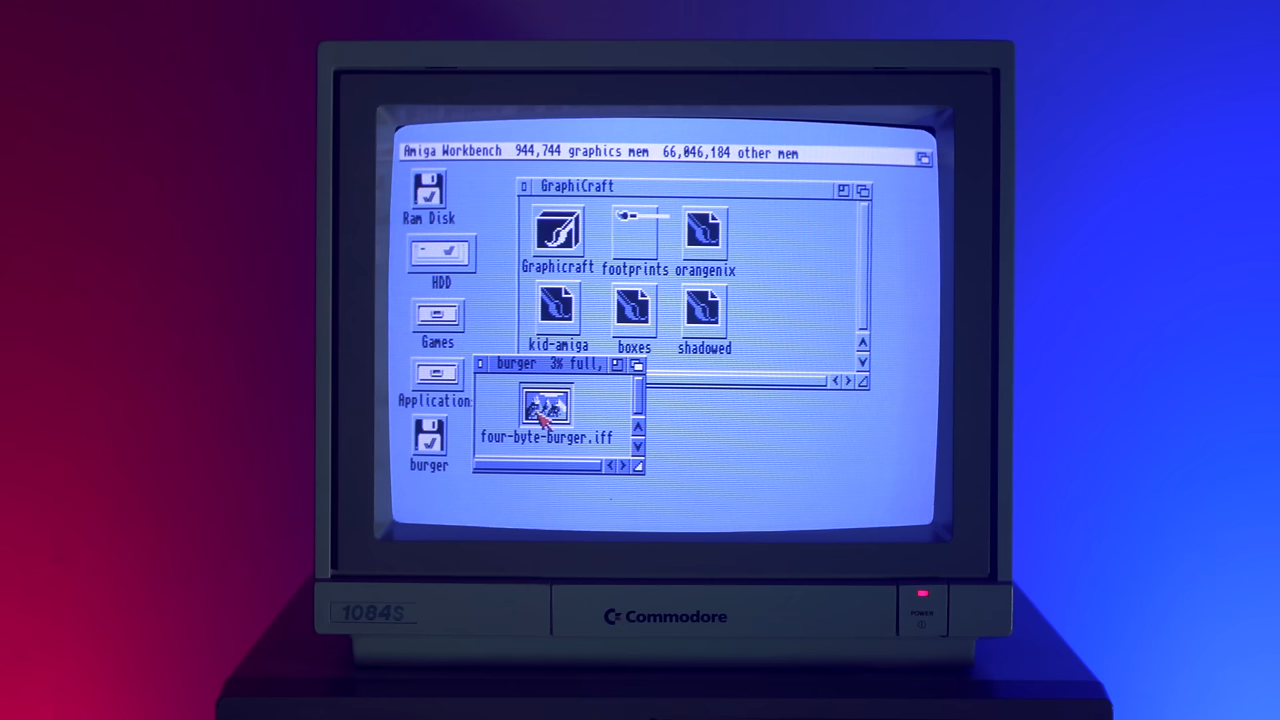 Amiga Workbench 944,744 graphics mem 66,046,184 other mem
Ram Disk
HDD
Games
Application
burger
GraphiCraft
Graphicraft footprints orangenix
kid-amiga boxes shadowed
burger 3% full,
four-byte-burger.iff
1084S
Commodore
POWER